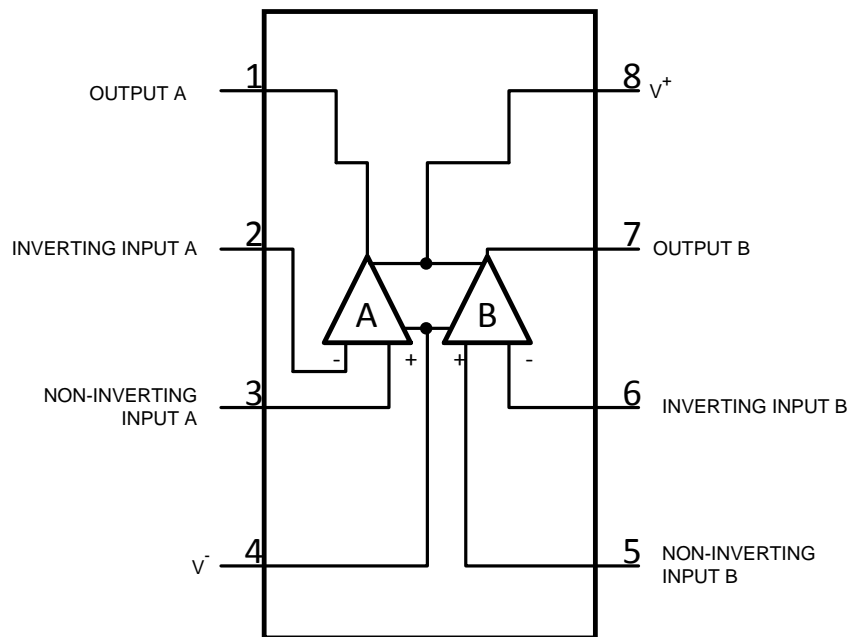 1
OUTPUT A
8
V+
2
INVERTING INPUT A
7
OUTPUT B
A
B
-
+
+
-
3
NON-INVERTING
INPUT A
6
INVERTING INPUT B
4
V-
5
NON-INVERTING
INPUT B